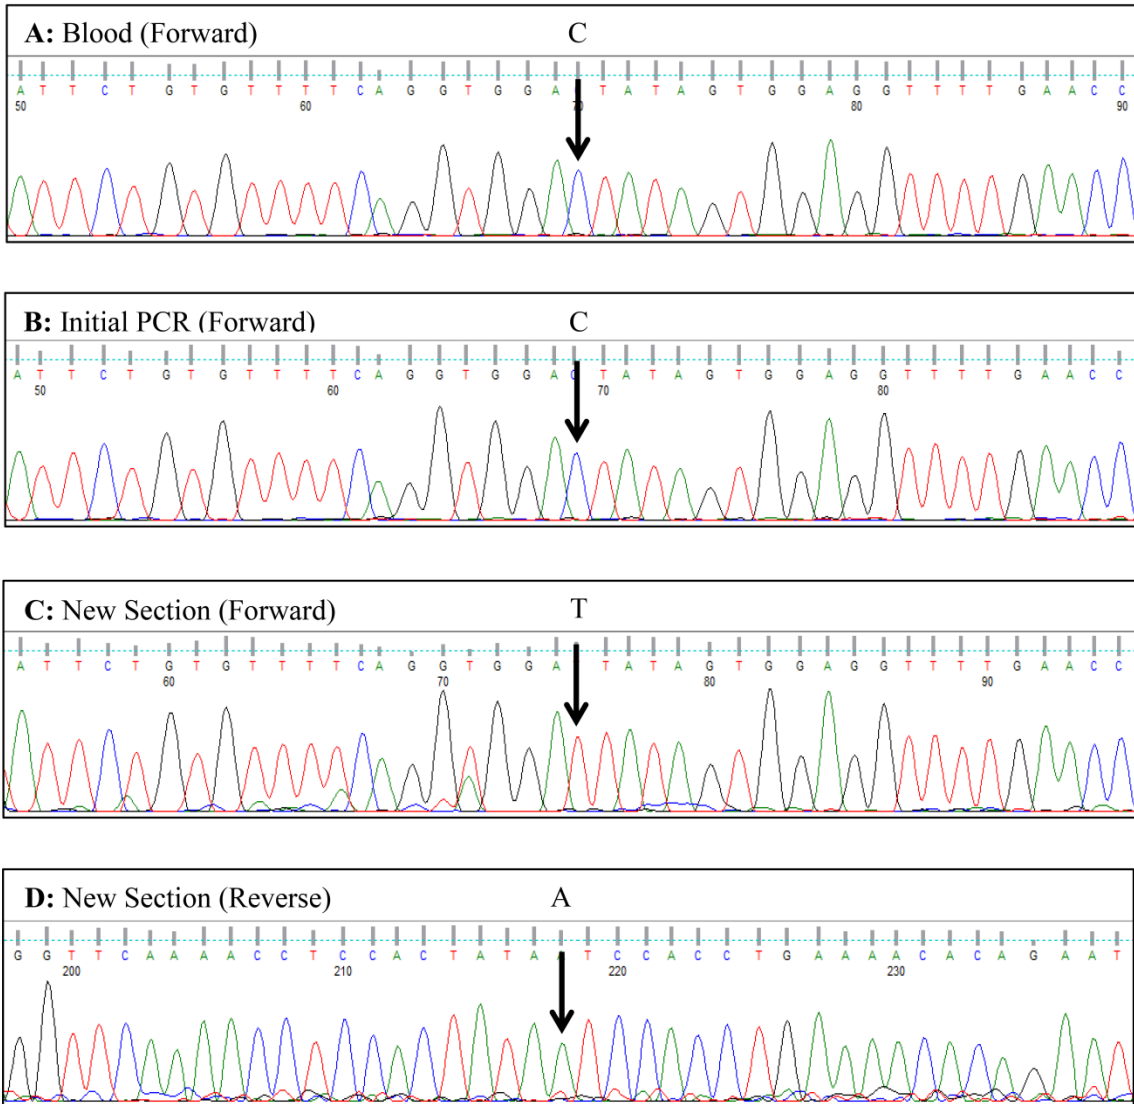 A: Blood (Forward) C
A T T C T G T G T T T T C A G G T G G A T A T A G T G G A G G T T T T G A A C C
50 60 70 80 90
B: Initial PCR (Forward) C
A T T C T G T G T T T T C A G G T G G A C T A T A G T G G A G G T T T T G A A C C
50 60 70 80
C: New Section (Forward) T
A T T C T G T G T T T T C A G G T G G A T A T A G T G G A G G T T T T G A A C C
60 70 80 90
D: New Section (Reverse) A
G G T T C A A A A C C T C C A C T A T A A T C C A C C T G A A A A C A C A G A A T
200 210 220 230